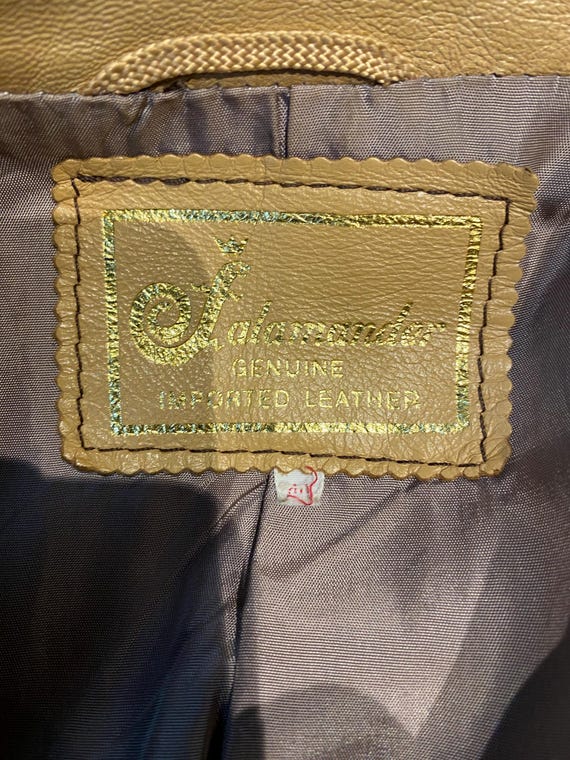 Salamander
GENUINE
IMPORTED LEATHER